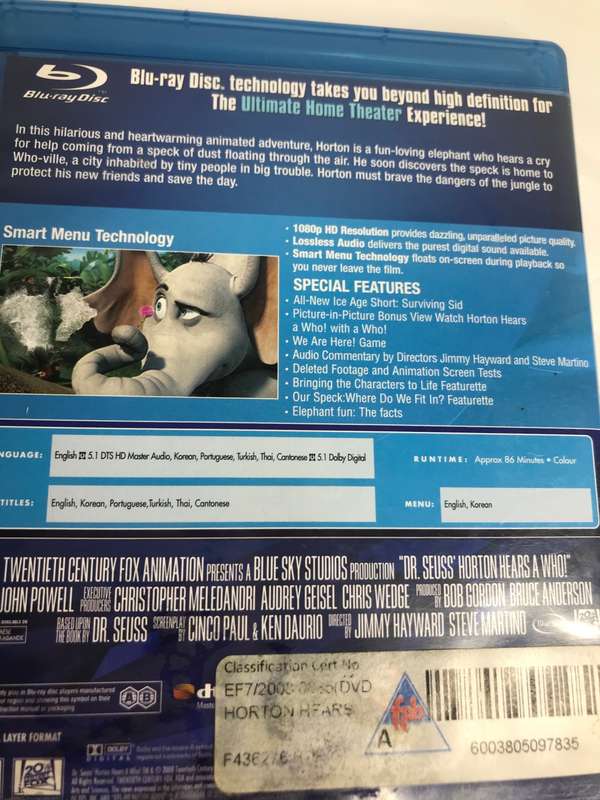 Blu-ray Disc
Blu-ray Disc™ technology takes you beyond high definition for
The Ultimate Home Theater Experience!
In this hilarious and heartwarming animated adventure, Horton is a fun-loving elephant who hears a cry
for help coming from a speck of dust floating through the air. He soon discovers the speck is home to
Who-ville, a city inhabited by tiny people in big trouble. Horton must brave the dangers of the jungle to
protect his new friends and save the day.
Smart Menu Technology
• 1080p HD Resolution provides dazzling, unparalleled picture quality.
• Lossless Audio delivers the purest digital sound available.
• Smart Menu Technology floats on-screen during playback so
you never leave the film.
SPECIAL FEATURES
• All-New Ice Age Short: Surviving Sid
• Picture-in-Picture Bonus View Watch Horton Hears
a Who! with a Who!
• We Are Here! Game
• Audio Commentary by Directors Jimmy Hayward and Steve Martino
• Deleted Footage and Animation Screen Tests
• Bringing the Characters to Life Featurette
• Our Speck:Where Do We Fit In? Featurette
• Elephant fun: The facts
NGUAGE: English 5.1 DTS HD Master Audio, Korean, Portuguese, Turkish, Thai, Cantonese 5.1 Dolby Digital
RUNTIME: Approx 86 Minutes • Colour
TITLES: English, Korean, Portuguese,Turkish, Thai, Cantonese
MENU: English, Korean
TWENTIETH CENTURY FOX ANIMATION PRESENTS A BLUE SKY STUDIOS PRODUCTION "DR. SEUSS' HORTON HEARS A WHO!"
JOHN POWELL EXECUTIVE PRODUCERS CHRISTOPHER MELEDANDRI AUDREY GEISEL CHRIS WEDGE PRODUCED BY BOB GORDON BRUCE ANDERSON
BASED UPON THE BOOK BY DR. SEUSS SCREENPLAY BY CINCO PAUL & KEN DAURIO DIRECTED BY JIMMY HAYWARD STEVE MARTINO
Classification Cert No
DVD
HORTON HEARS
fpb
A
6003805097835
A B
LAYER FORMAT
DOLBY
DIGITAL